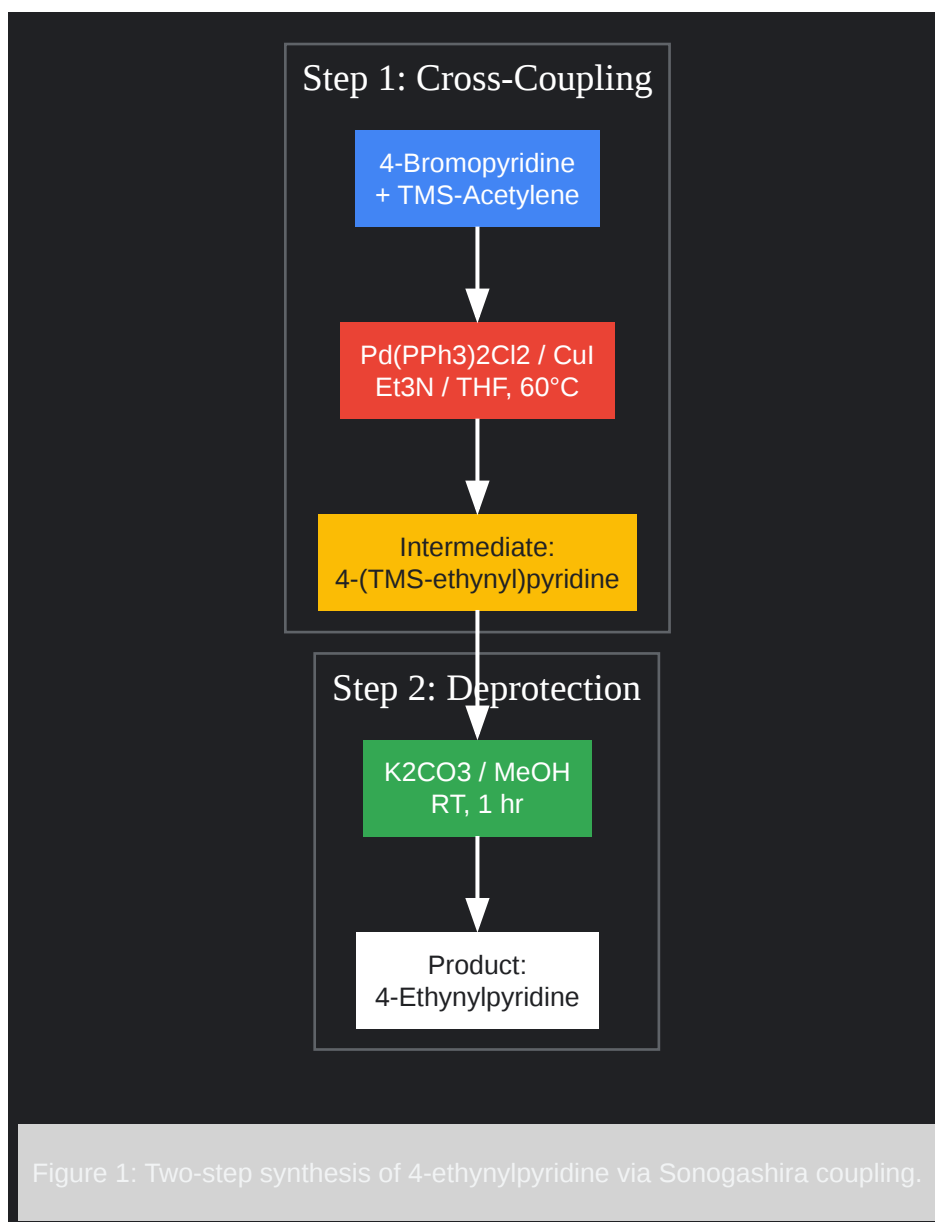 Step 1: Cross-Coupling
4-Bromopyridine
+ TMS-Acetylene
Pd(PPh3)2Cl2 / CuI
Et3N / THF, 60°C
Intermediate:
4-(TMS-ethynyl)pyridine
Step 2: Deprotection
K2CO3 / MeOH
RT, 1 hr
Product:
4-Ethynylpyridine
Figure 1: Two-step synthesis of 4-ethynylpyridine via Sonogashira coupling.